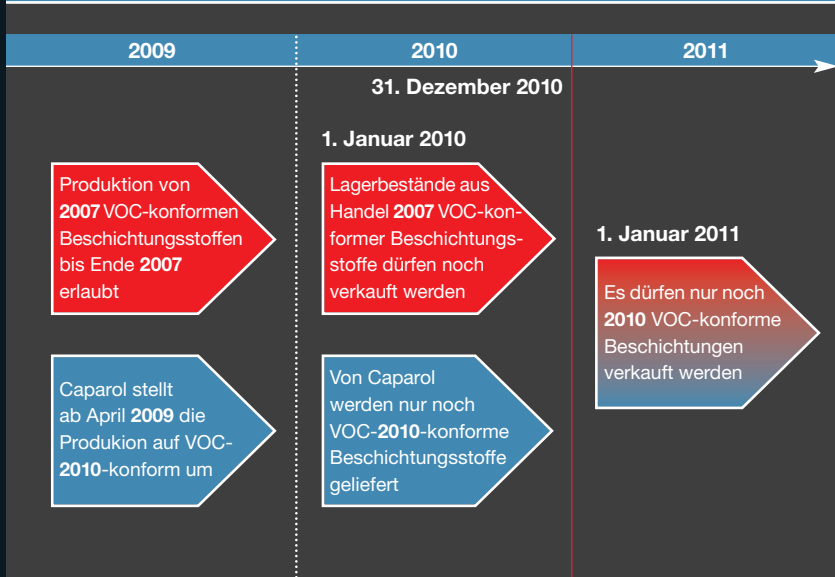 2009
2010
2011
31. Dezember 2010
1. Januar 2010
Produktion von
2007 VOC-konformen
Beschichtungsstoffen
bis Ende 2007
erlaubt
Lagerbestände aus
Handel 2007 VOC-kon-
former Beschichtungs-
stoffe dürfen noch
verkauft werden
1. Januar 2011
Es dürfen nur noch
2010 VOC-konforme
Beschichtungen
verkauft werden
Caparol stellt
ab April 2009 die
Produkion auf VOC-
2010-konform um
Von Caparol
werden nur noch
VOC-2010-konforme
Beschichtungsstoffe
geliefert